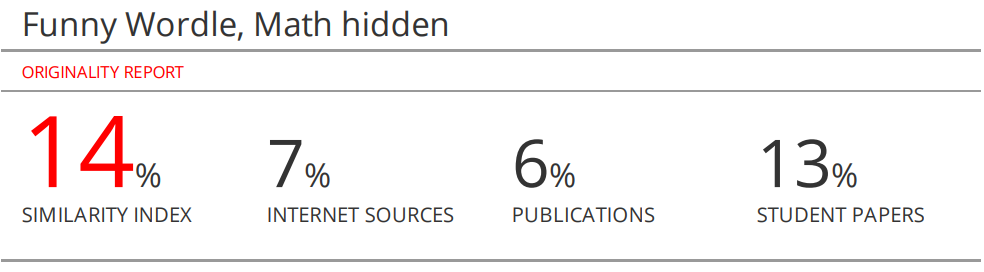 Funny Wordle, Math hidden
ORIGINALITY REPORT
14% 7% 6% 13%
SIMILARITY INDEX INTERNET SOURCES PUBLICATIONS STUDENT PAPERS